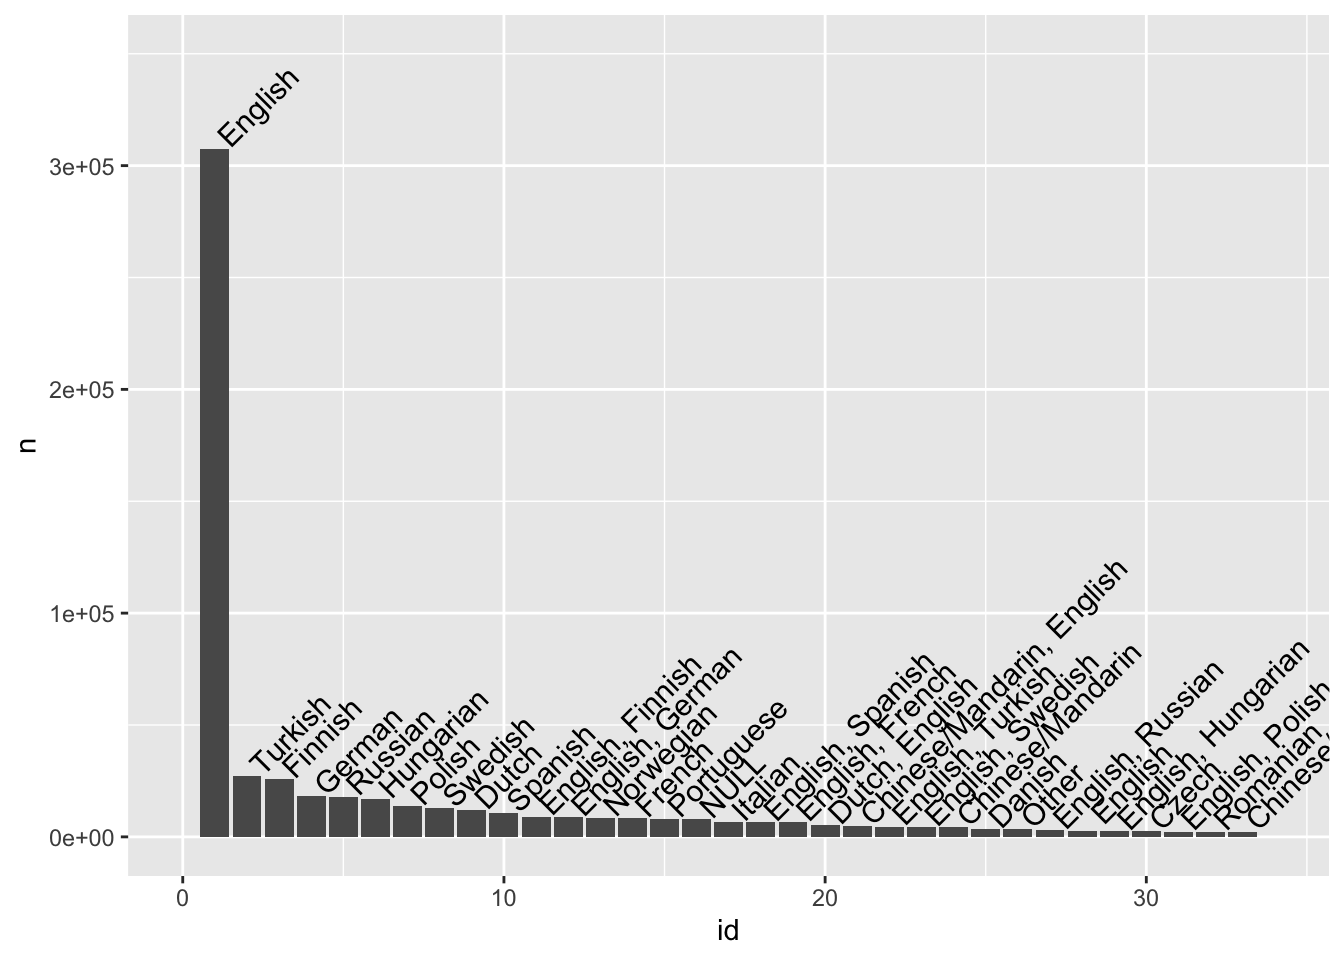 3e+05
2e+05
1e+05
0e+00
n
English
Turkish
Finnish
German
Russian
Hungarian
Polish
Swedish
Dutch
Spanish
English, Finnish
English, German
Norwegian
French
Portuguese
NULL
Italian
English, Spanish
English, French
Dutch, English
Chinese/Mandarin, English
English, Turkish
English, Swedish
Chinese/Mandarin
Danish
Other
English, Russian
English
English, Hungarian
Czech
English, Polish
Romanian
Chinese,
0
10
20
30
id